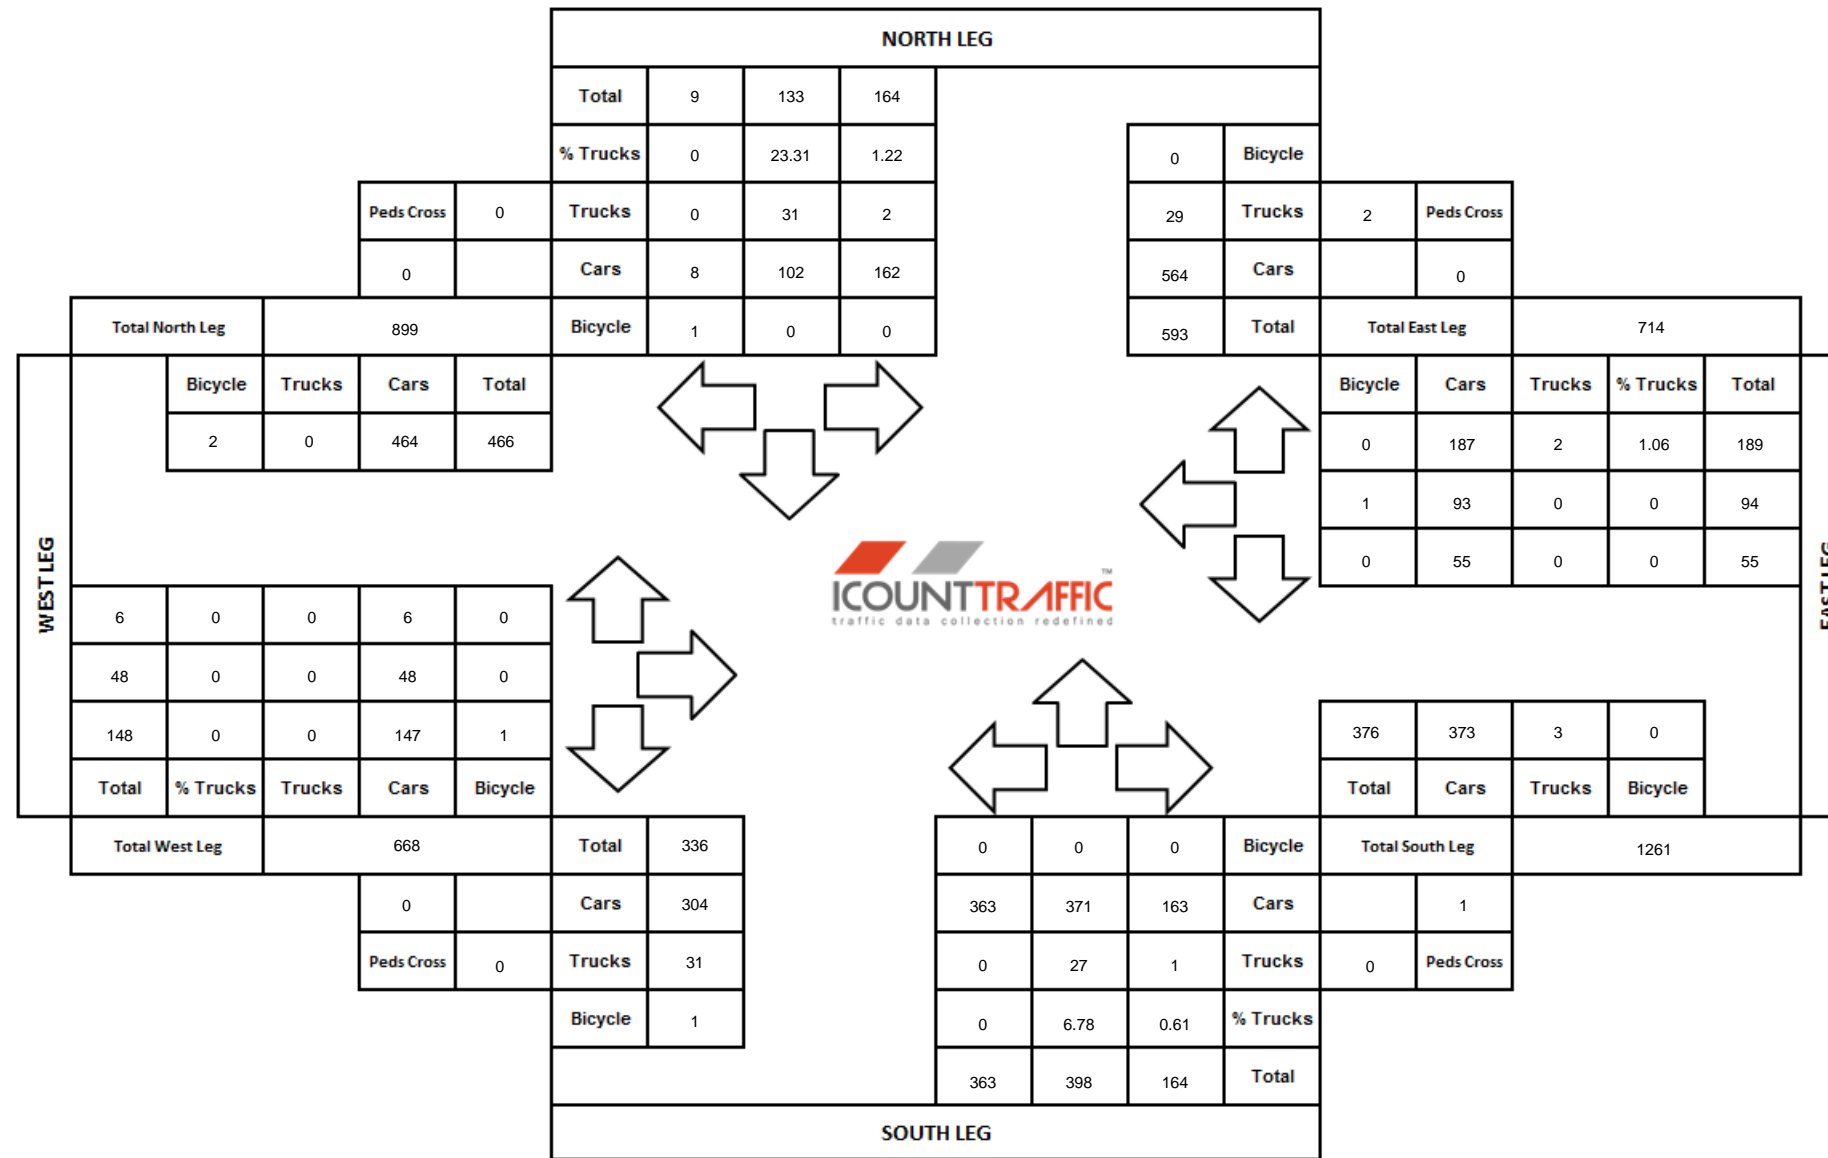 NORTH LEG
Total 9 133 164
% Trucks 0 23.31 1.22 0 Bicycle
Peds Cross 0 Trucks 0 31 2 29 Trucks 2 Peds Cross
0 Cars 8 102 162 564 Cars 0
Total North Leg 899 Bicycle 1 0 0 593 Total Total East Leg 714
Bicycle Trucks Cars Total Bicycle Cars Trucks % Trucks Total
2 0 464 466 0 187 2 1.06 189
1 93 0 0 94
0 55 0 0 55
WEST LEG
EAST LEG
ICOUNTTRAFFIC™
traffic data collection redefined
6 0 0 6 0
48 0 0 48 0
148 0 0 147 1 376 373 3 0
Total % Trucks Trucks Cars Bicycle Total Cars Trucks Bicycle
Total West Leg 668 Total 336 0 0 0 Bicycle Total South Leg 1261
0 Cars 304 363 371 163 Cars 1
Peds Cross 0 Trucks 31 0 27 1 Trucks 0 Peds Cross
Bicycle 1 0 6.78 0.61 % Trucks
363 398 164 Total
SOUTH LEG